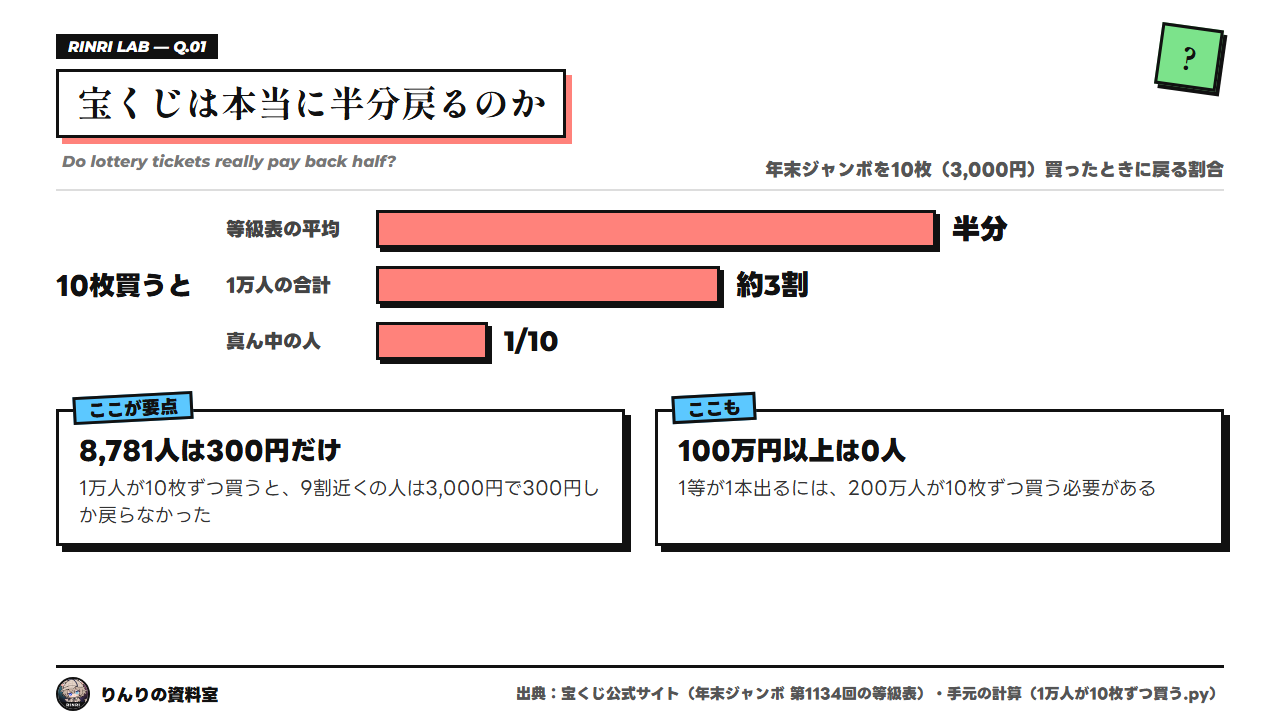 RINRI LAB — Q.01
?
宝くじは本当に半分戻るのか
Do lottery tickets really pay back half?
年末ジャンボを10枚（3,000円）買ったときに戻る割合
等級表の平均
半分
10枚買うと
1万人の合計
約3割
真ん中の人
1/10
ここが要点
8,781人は300円だけ
1万人が10枚ずつ買うと、9割近くの人は3,000円で300円し
か戻らなかった
ここも
100万円以上は0人
1等が1本出るには、200万人が10枚ずつ買う必要がある
RINRI
りんりの資料室
出典：宝くじ公式サイト（年末ジャンボ 第1134回の等級表）・手元の計算（1万人が10枚ずつ買う.py）